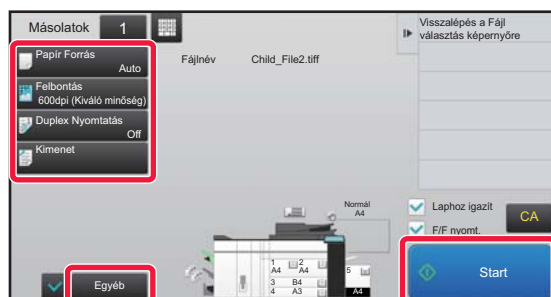 Másolatok 1
Papír Forrás
Auto
Felbontás
600dpi (Kiváló minőség)
Duplex Nyomtatás
Off
Kimenet
Egyéb
Fájlnév Child_File2.tiff
Normál
A4
1 2
A4 A4
3 B4
4 A3
5
A4
Visszalépés a Fájl
választás képernyőre
Laphoz igazít
F/F nyomt.
CA
Start